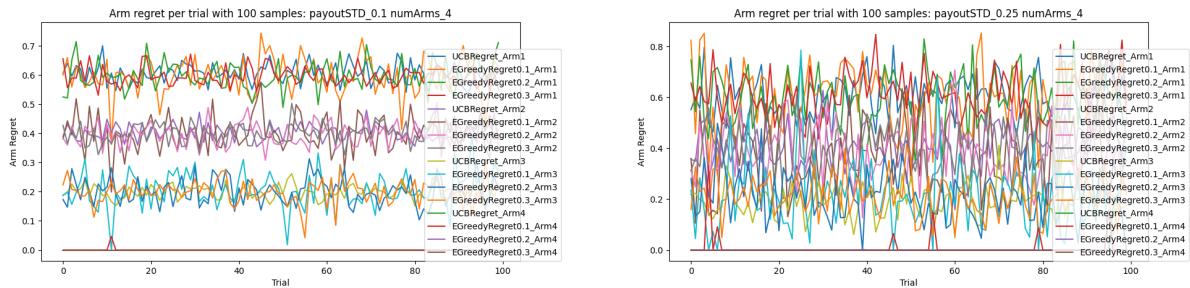 Arm regret per trial with 100 samples: payoutSTD_0.1 numArms_4
0.7
0.6
0.5
0.4
0.3
0.2
0.1
0.0
Arm Regret
0
20
40
60
80
100
Trial
UCBRegret_Arm1
EGreedyRegret0.1_Arm1
EGreedyRegret0.2_Arm1
EGreedyRegret0.3_Arm1
UCBRegret_Arm2
EGreedyRegret0.1_Arm2
EGreedyRegret0.2_Arm2
EGreedyRegret0.3_Arm2
UCBRegret_Arm3
EGreedyRegret0.1_Arm3
EGreedyRegret0.2_Arm3
EGreedyRegret0.3_Arm3
UCBRegret_Arm4
EGreedyRegret0.1_Arm4
EGreedyRegret0.2_Arm4
EGreedyRegret0.3_Arm4
Arm regret per trial with 100 samples: payoutSTD_0.25 numArms_4
0.8
0.6
0.4
0.2
0.0
Arm Regret
0
20
40
60
80
100
Trial
UCBRegret_Arm1
EGreedyRegret0.1_Arm1
EGreedyRegret0.2_Arm1
EGreedyRegret0.3_Arm1
UCBRegret_Arm2
EGreedyRegret0.1_Arm2
EGreedyRegret0.2_Arm2
EGreedyRegret0.3_Arm2
UCBRegret_Arm3
EGreedyRegret0.1_Arm3
EGreedyRegret0.2_Arm3
EGreedyRegret0.3_Arm3
UCBRegret_Arm4
EGreedyRegret0.1_Arm4
EGreedyRegret0.2_Arm4
EGreedyRegret0.3_Arm4